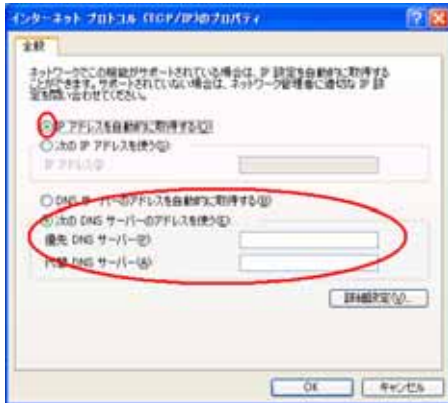 インターネット プロトコル (TCP/IP)のプロパティ
全般
ネットワークでこの機能がサポートされている場合は、IP 設定を自動的に取得する
ことができます。サポートされていない場合は、ネットワーク管理者に適切な IP 設
定を問い合わせてください。
IP アドレスを自動的に取得する(O)
次の IP アドレスを使う(S):
IP アドレス(I):
DNS サーバーのアドレスを自動的に取得する(B)
次の DNS サーバーのアドレスを使う(E):
優先 DNS サーバー(P):
代替 DNS サーバー(A):
詳細設定(V)...
OK
キャンセル